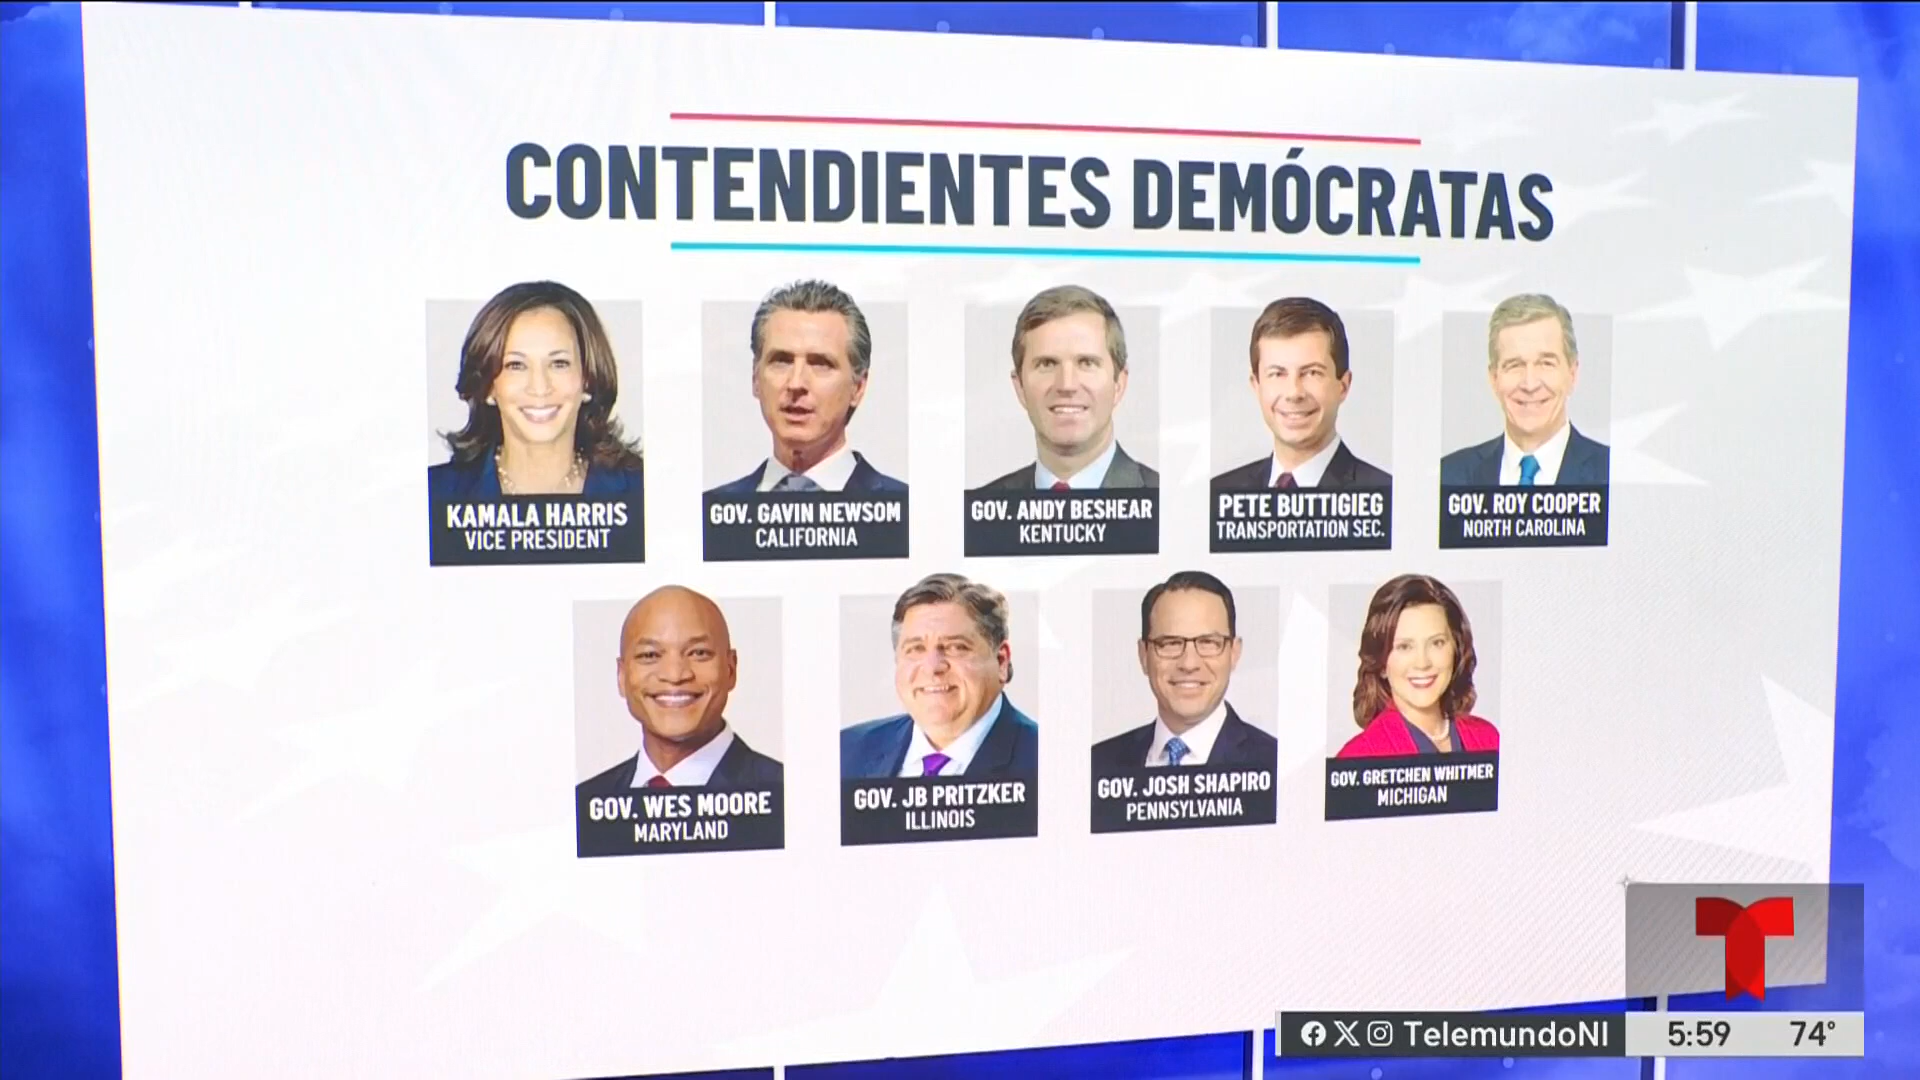 CONTENDIENTES DEMÓCRATAS
KAMALA HARRIS
VICE PRESIDENT
GOV. GAVIN NEWSOM
CALIFORNIA
GOV. ANDY BESHEAR
KENTUCKY
PETE BUTTIGIEG
TRANSPORTATION SEC.
GOV. ROY COOPER
NORTH CAROLINA
GOV. WES MOORE
MARYLAND
GOV. JB PRITZKER
ILLINOIS
GOV. JOSH SHAPIRO
PENNSYLVANIA
GOV. GRETCHEN WHITMER
MICHIGAN
TelemundoNI
5:59 74°